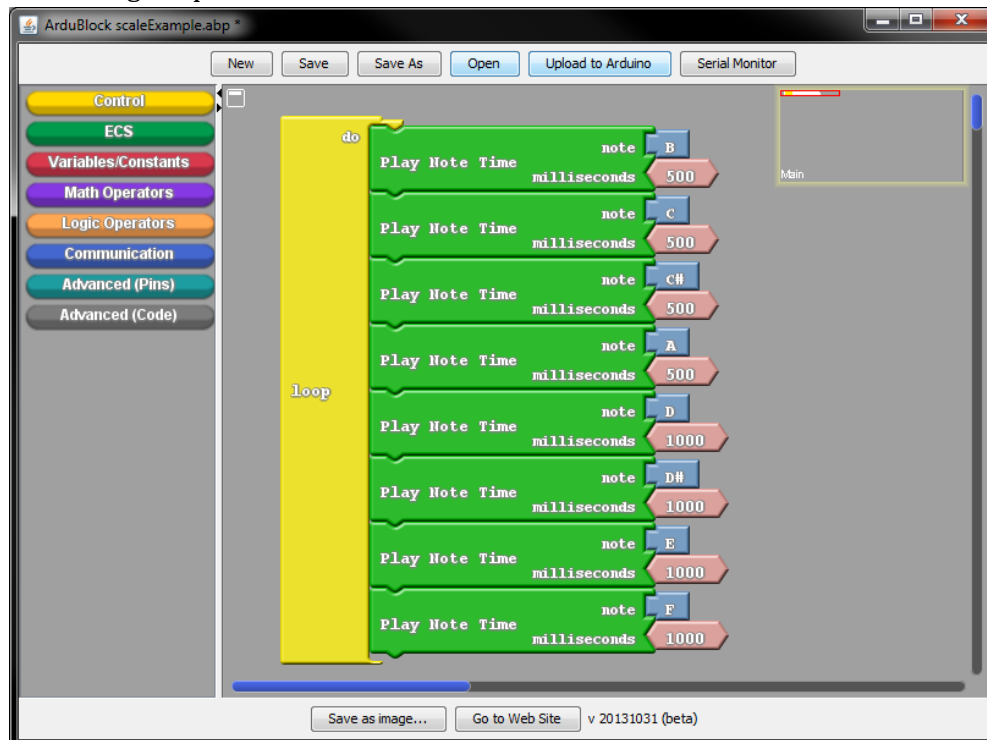 ArduBlock scaleExample.abp *
New Save Save As Open Upload to Arduino Serial Monitor
Control
ECS
Variables/Constants
Math Operators
Logic Operators
Communication
Advanced (Pins)
Advanced (Code)
Main
loop
do
Play Note Time note B
milliseconds 500
Play Note Time note C
milliseconds 500
Play Note Time note C#
milliseconds 500
Play Note Time note A
milliseconds 500
Play Note Time note D
milliseconds 1000
Play Note Time note D#
milliseconds 1000
Play Note Time note E
milliseconds 1000
Play Note Time note F
milliseconds 1000
Save as image... Go to Web Site v 20131031 (beta)